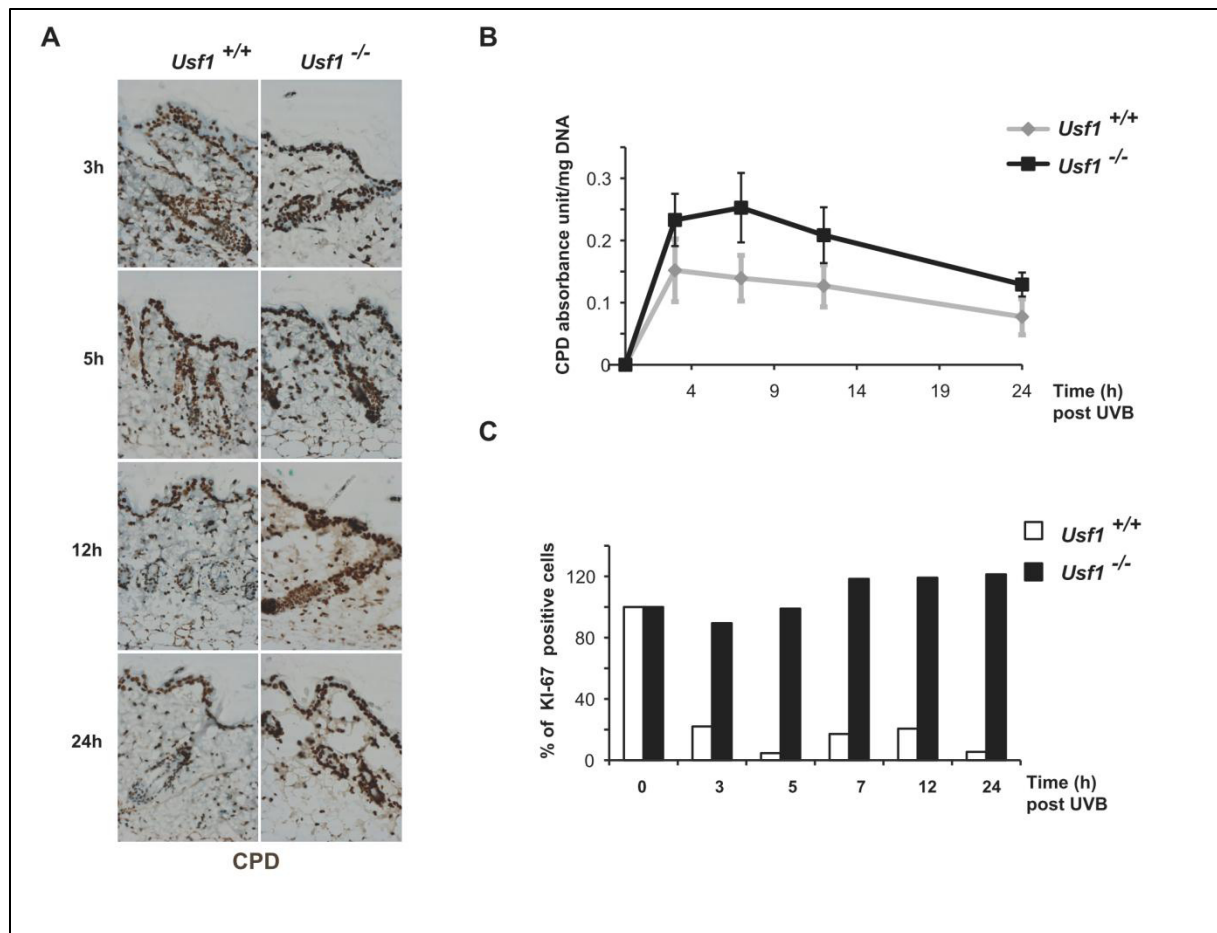 A
Usf1 +/+
Usf1 -/-
3h
5h
12h
24h
CPD
B
Usf1 +/+
Usf1 -/-
CPD absorbance unit/mg DNA
0.3
0.2
0.1
0
4
9
14
19
24
Time (h)
post UVB
C
Usf1 +/+
Usf1 -/-
% of KI-67 positive cells
120
80
40
0
0
3
5
7
12
24
Time (h)
post UVB